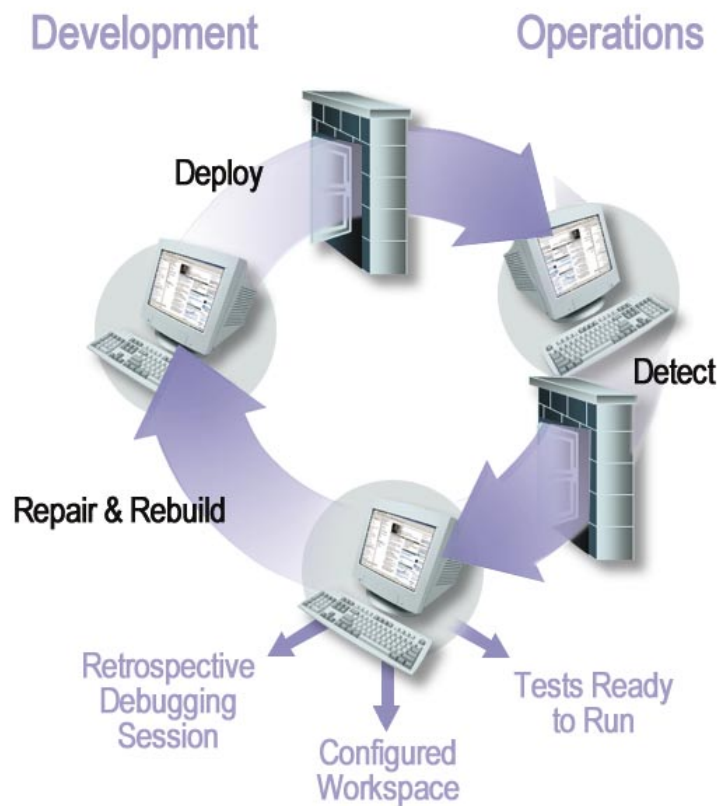 Development
Operations
Deploy
Detect
Repair & Rebuild
Retrospective
Debugging
Session
Configured
Workspace
Tests Ready
to Run